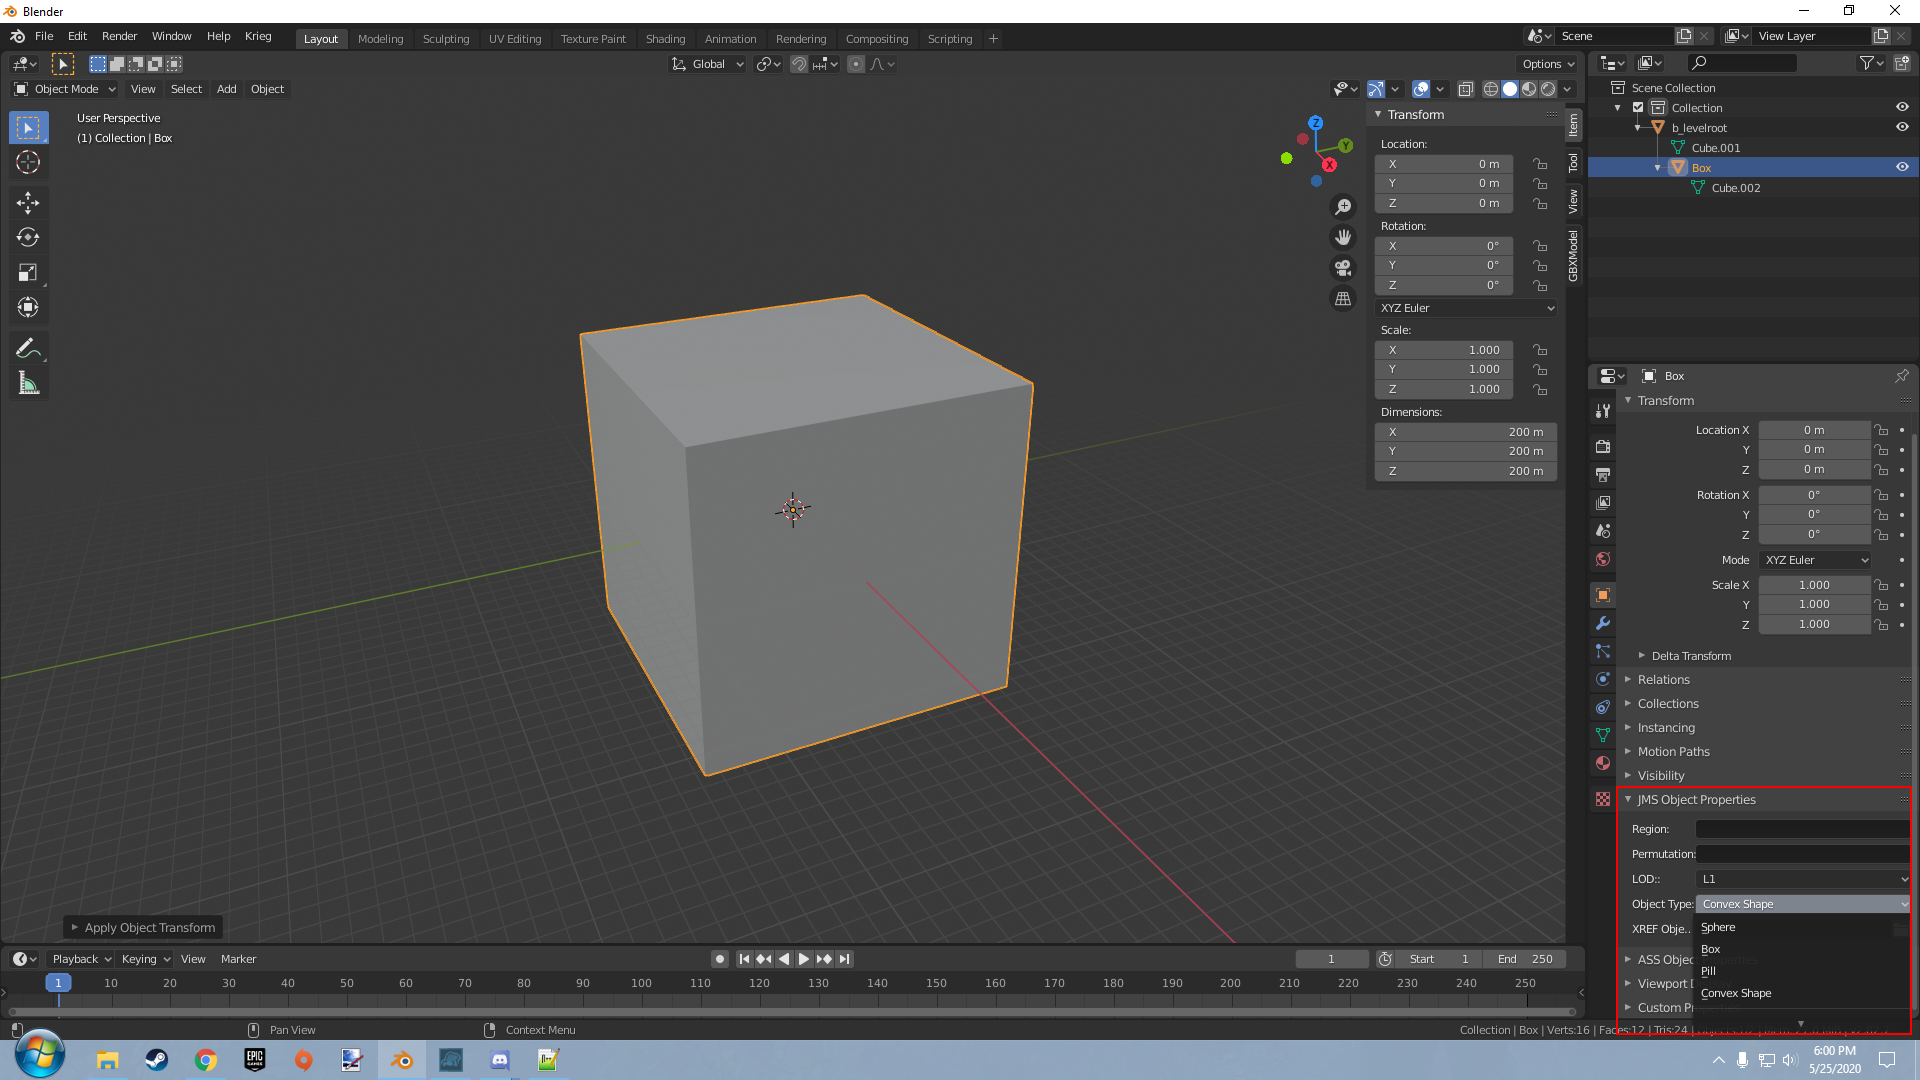 Blender
File Edit Render Window Help Krieg
Layout Modeling Sculpting UV Editing Texture Paint Shading Animation Rendering Compositing Scripting +
Scene
View Layer
Global
Options
Object Mode View Select Add Object
User Perspective
(1) Collection | Box
Z
Y
X
Transform
Location:
X 0 m
Y 0 m
Z 0 m
Rotation:
X 0°
Y 0°
Z 0°
XYZ Euler
Scale:
X 1.000
Y 1.000
Z 1.000
Dimensions:
X 200 m
Y 200 m
Z 200 m
Item
Tool
View
GBXModel
Scene Collection
Collection
b_levelroot
Cube.001
Box
Cube.002
Box
Transform
Location X 0 m
Y 0 m
Z 0 m
Rotation X 0°
Y 0°
Z 0°
Mode XYZ Euler
Scale X 1.000
Y 1.000
Z 1.000
Delta Transform
Relations
Collections
Instancing
Motion Paths
Visibility
JMS Object Properties
Region:
Permutation:
LOD:: L1
Object Type: Convex Shape
XREF Obje..
Sphere
Box
Pill
Convex Shape
ASS Objec
Viewport D
Custom P
Apply Object Transform
Playback Keying View Marker
1 Start 1 End 250
1 10 20 30 40 50 60 70 80 90 100 110 120 130 140 150 160 170 180 190 200 210 220 230 240 250
Pan View
Context Menu
Collection | Box | Verts:16 | Faces:12 | Tris:24 |
EPIC GAMES
6:00 PM
5/25/2020